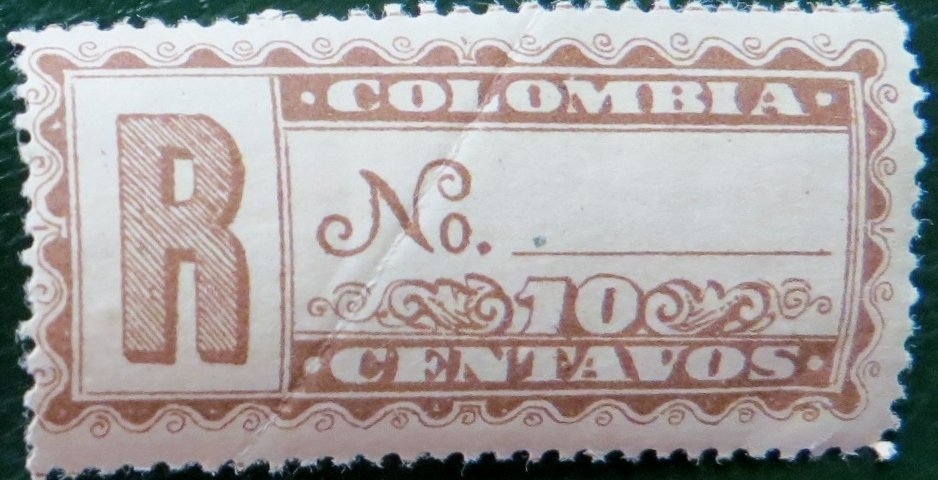 R
· COLOMBIA ·
No. 
10
· CENTAVOS ·